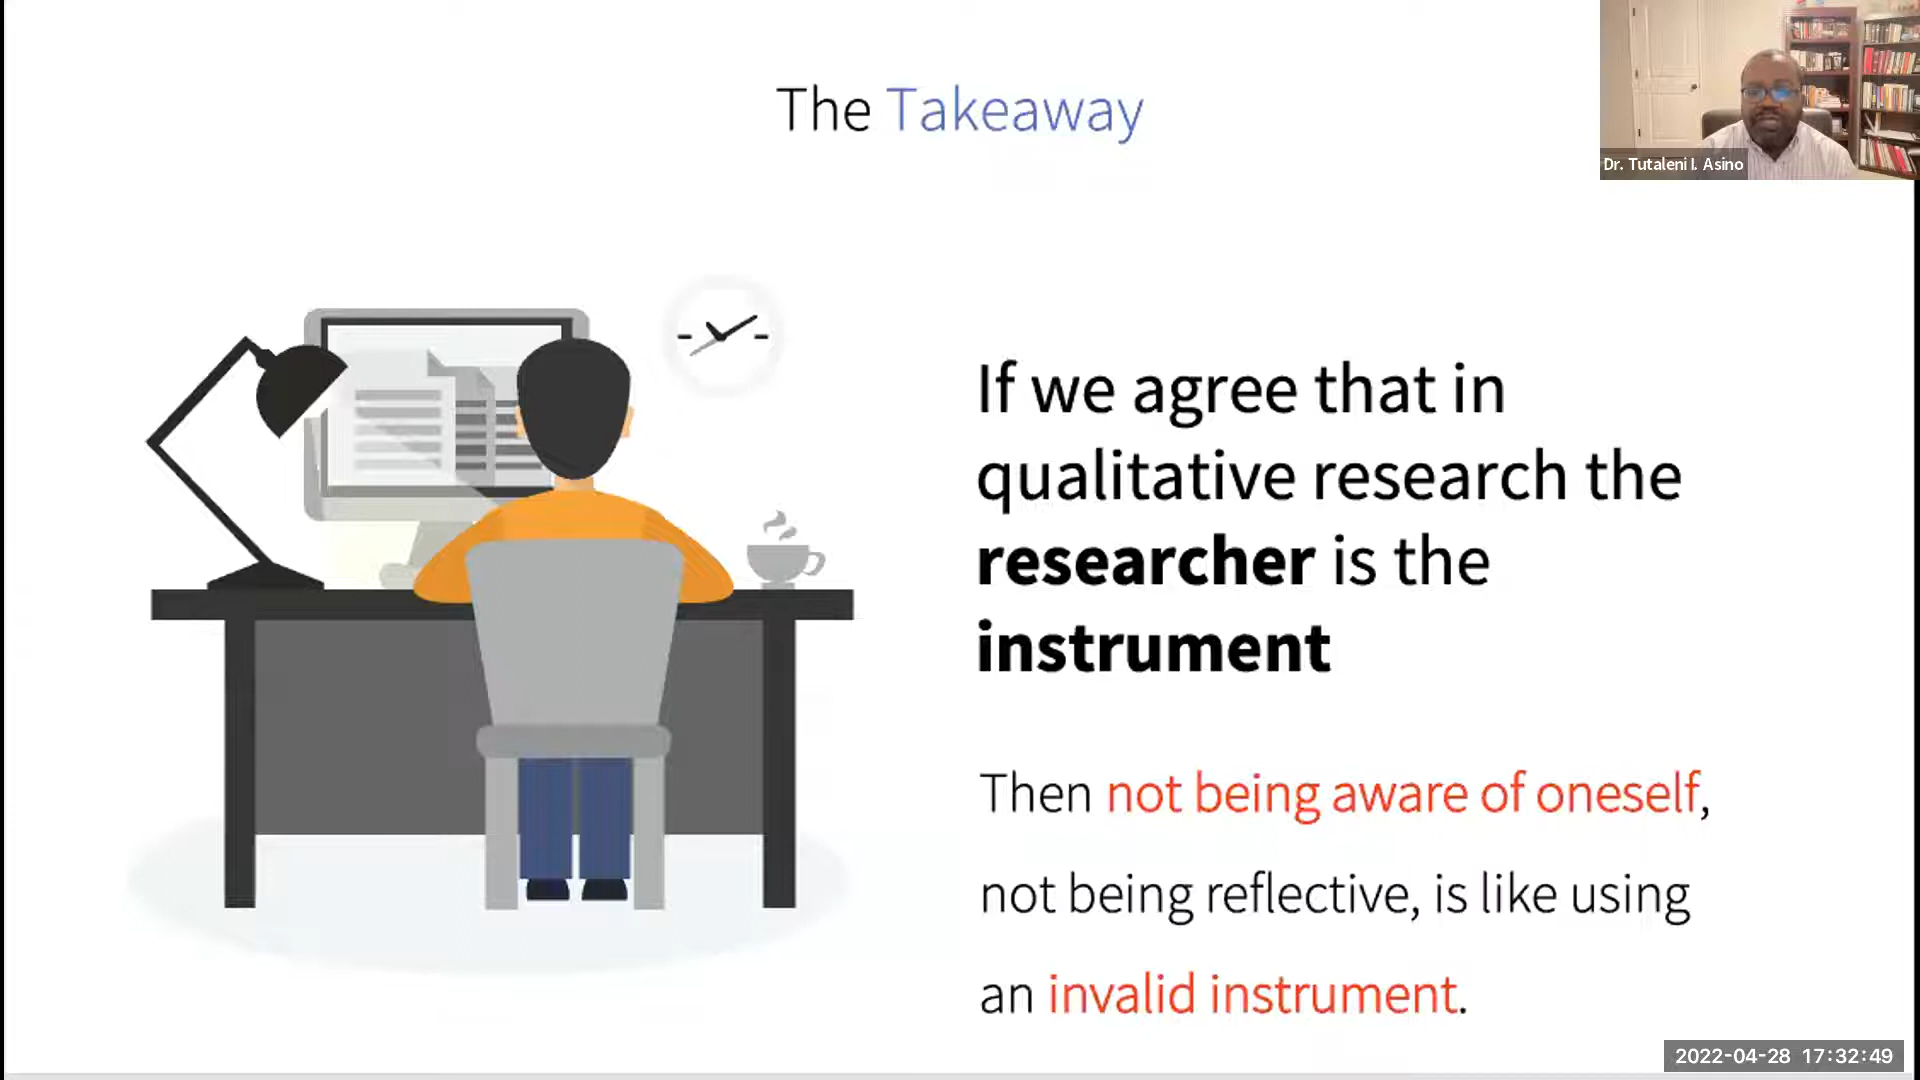 The Takeaway
Dr. Tutaleni I. Asino
If we agree that in
qualitative research the
researcher is the
instrument
Then not being aware of oneself,
not being reflective, is like using
an invalid instrument.
2022-04-28 17:32:49